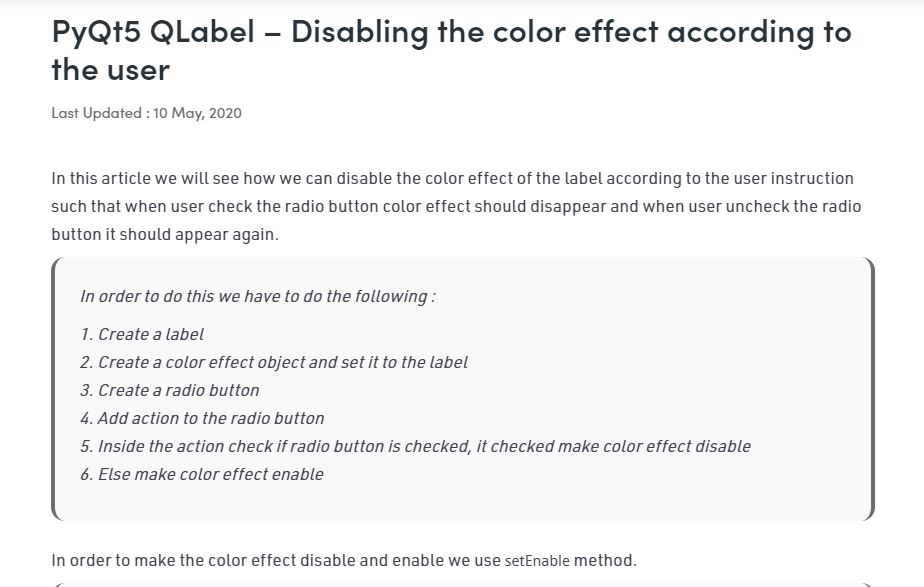 PyQt5 QLabel – Disabling the color effect according to
the user
Last Updated : 10 May, 2020
In this article we will see how we can disable the color effect of the label according to the user instruction
such that when user check the radio button color effect should disappear and when user uncheck the radio
button it should appear again.
In order to do this we have to do the following :
1. Create a label
2. Create a color effect object and set it to the label
3. Create a radio button
4. Add action to the radio button
5. Inside the action check if radio button is checked, it checked make color effect disable
6. Else make color effect enable
In order to make the color effect disable and enable we use setEnable method.